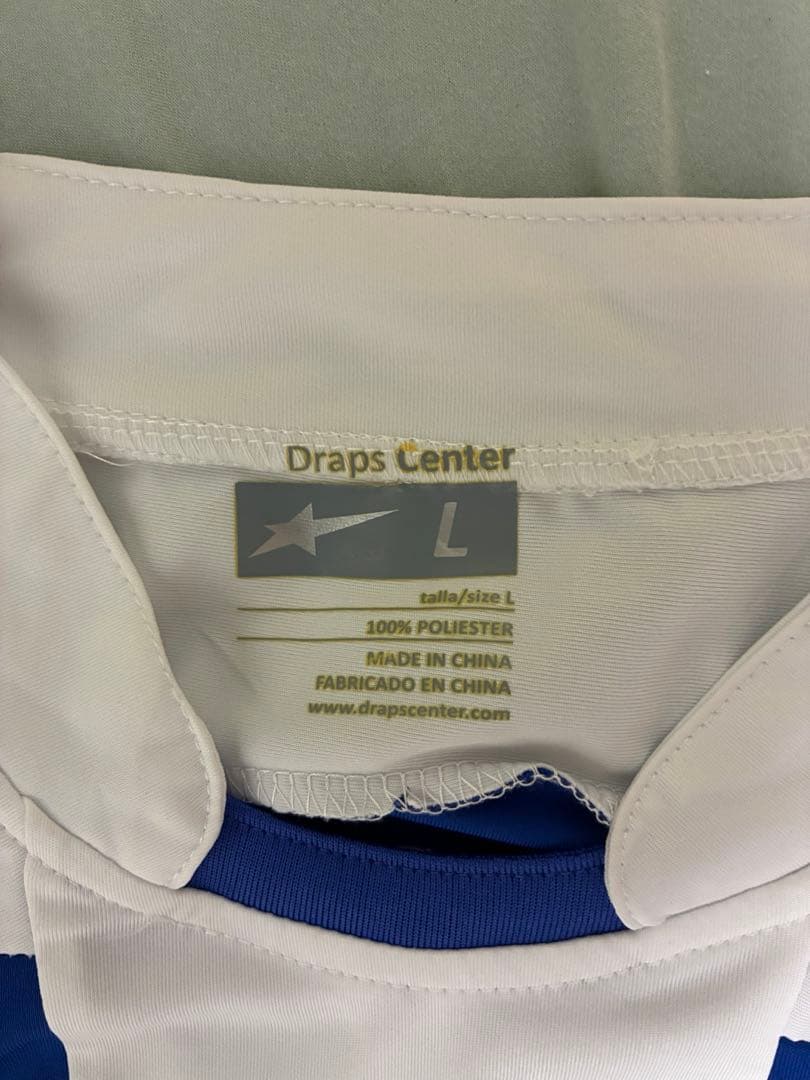 Draps Center
L
talla/size L
100% POLIESTER
MADE IN CHINA
FABRICADO EN CHINA
www.drapscenter.com